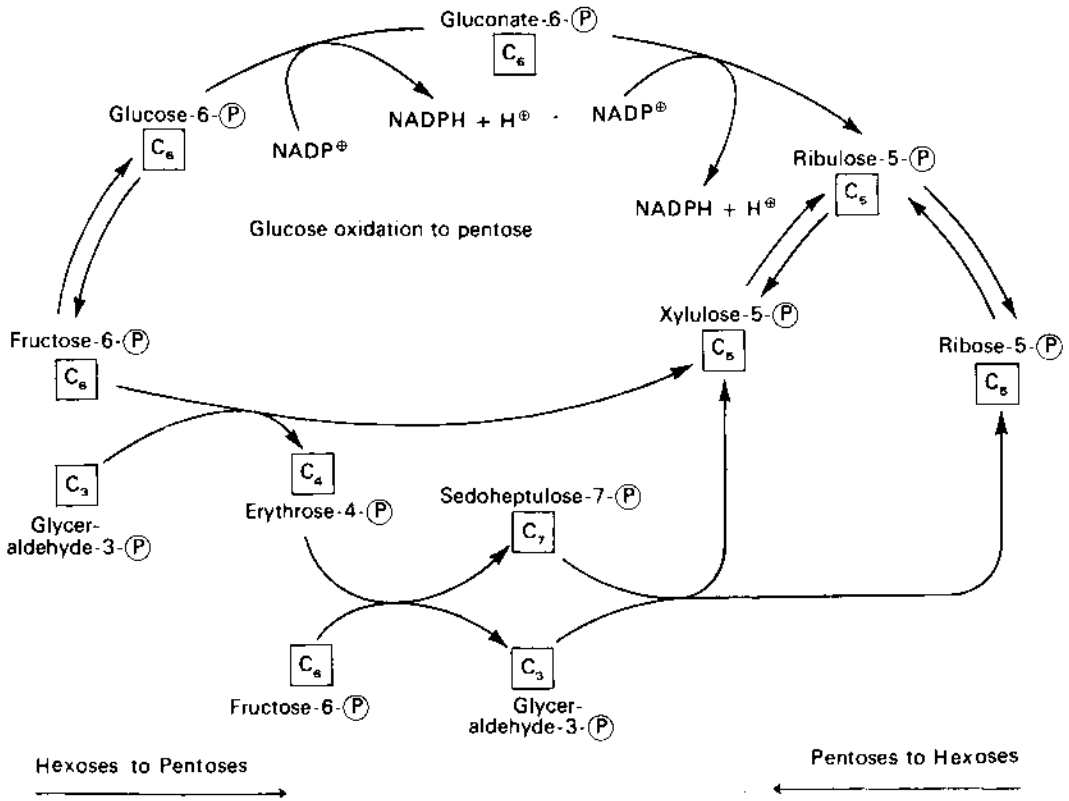 Gluconate-6-Ⓟ
C₆
Glucose-6-Ⓟ
C₆
NADP⊕
NADPH + H⊕
NADP⊕
NADPH + H⊕
Ribulose-5-Ⓟ
C₅
Glucose oxidation to pentose
Fructose-6-Ⓟ
C₆
Xylulose-5-Ⓟ
C₅
Ribose-5-Ⓟ
C₅
C₃
Glycer-
aldehyde-3-Ⓟ
C₄
Erythrose-4-Ⓟ
Sedoheptulose-7-Ⓟ
C₇
C₆
Fructose-6-Ⓟ
C₃
Glycer-
aldehyde-3-Ⓟ
Hexoses to Pentoses
Pentoses to Hexoses